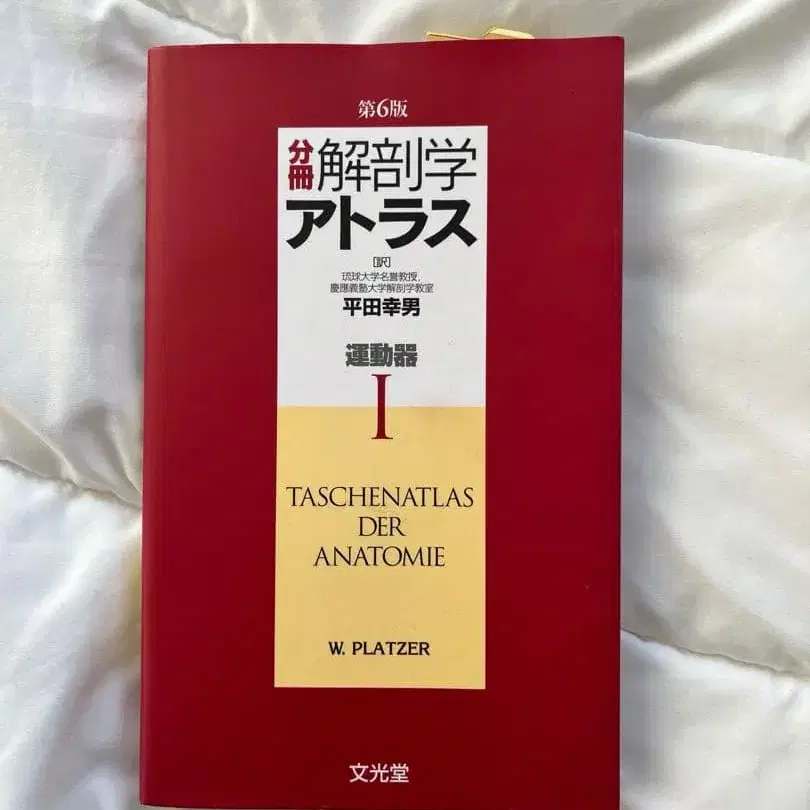 第6版
分冊 解剖学
アトラス
[訳]
琉球大学名誉教授,
慶應義塾大学解剖学教室
平田幸男
運動器
I
TASCHENATLAS
DER
ANATOMIE
W. PLATZER
文光堂